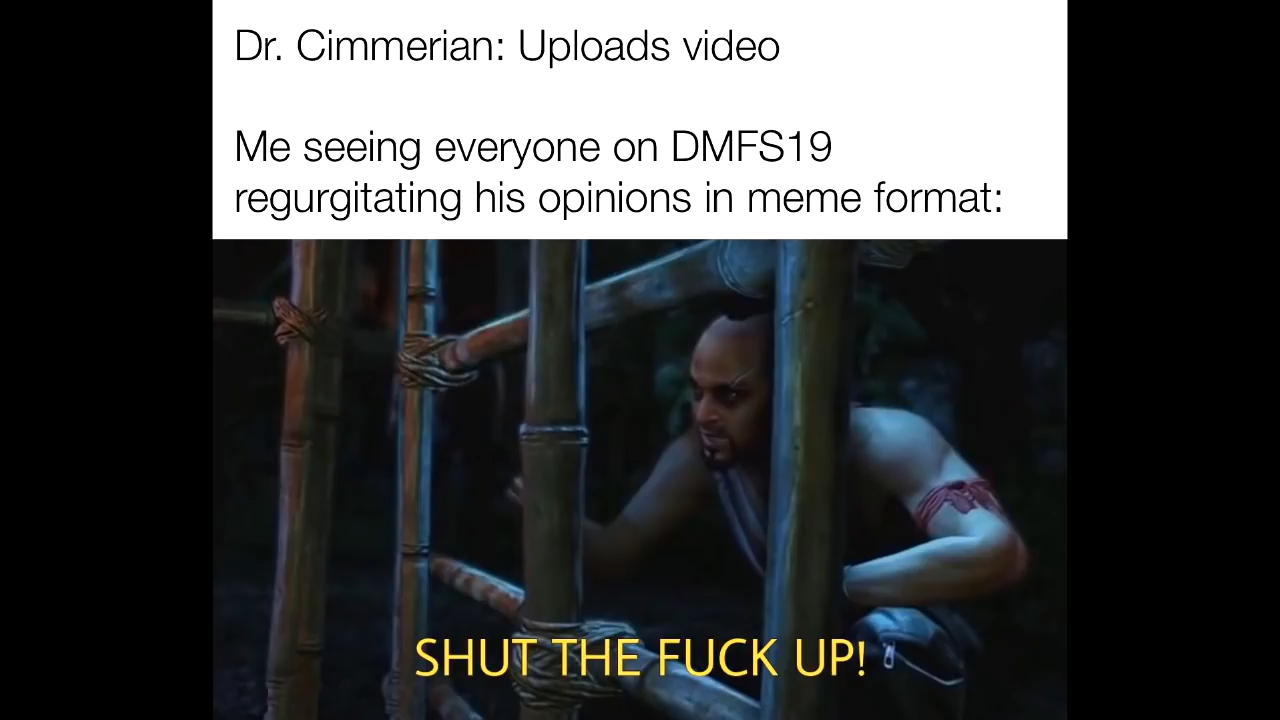 Dr. Cimmerian: Uploads video
Me seeing everyone on DMFS19
regurgitating his opinions in meme format:
SHUT THE FUCK UP!